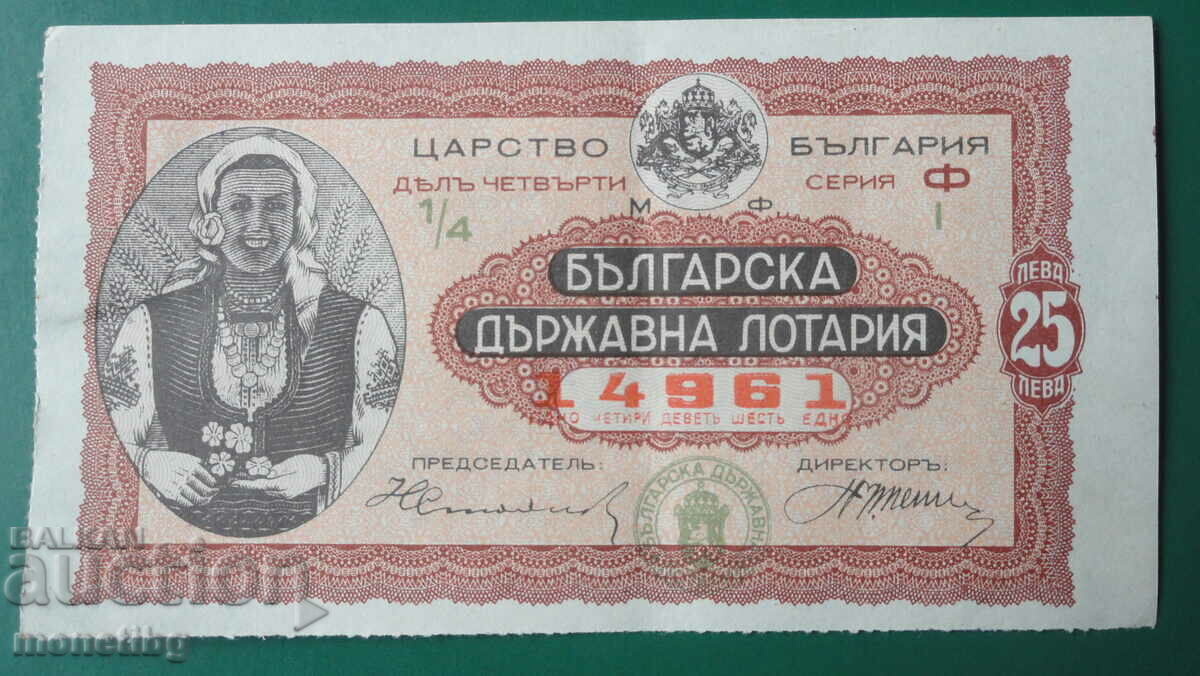 ЦАРСТВО БЪЛГАРИЯ
ДѢЛЪ ЧЕТВЪРТИ СЕРИЯ Ф
1/4 М Ф I
БЪЛГАРСКА
ДЪРЖАВНА ЛОТАРИЯ
ЛЕВА
25
ЛЕВА
14961
ЧЕТИРИ ДЕВЕТЬ ШЕСТЬ
ПРЕДСЕДАТЕЛЬ: ДИРЕКТОРЪ:
БЪЛГАРСКА ДЪРЖАВНА
BALKAN
auction
monetibg